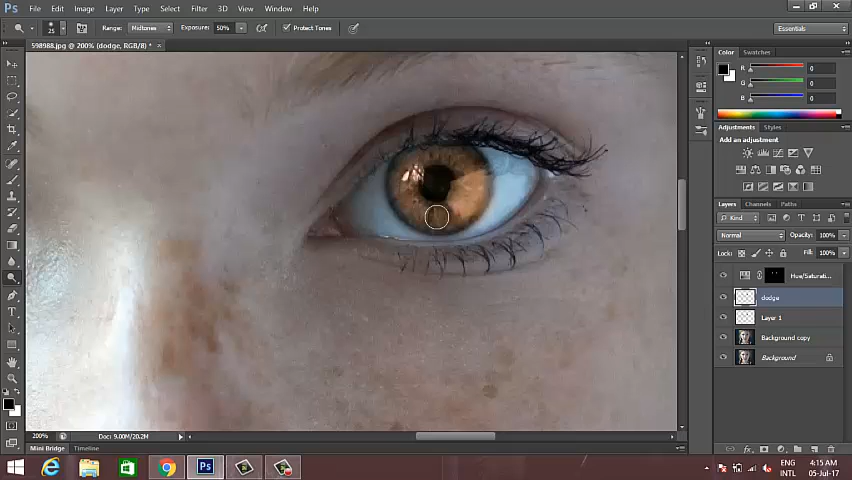 Ps File Edit Image Layer Type Select Filter 3D View Window Help
25 Range: Midtones Exposure: 50% Protect Tones Essentials
598988.jpg @ 200% (dodge, RGB/8) *
Color Swatches
R 0
G 0
B 0
Adjustments Styles
Add an adjustment
Layers Channels Paths
Kind
Normal Opacity: 100%
Lock: Fill: 100%
Hue/Saturati...
dodge
Layer 1
Background copy
Background
200% Doc: 9.00M/20.2M
Mini Bridge Timeline
Ps
ENG 4:15 AM
INTL 05-Jul-17